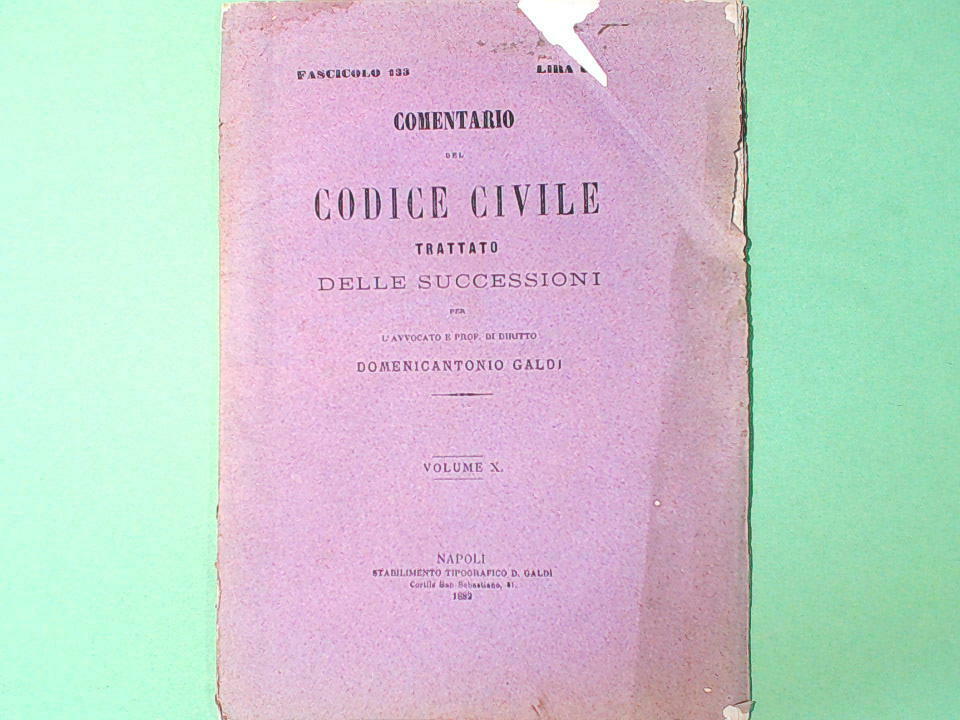 FASCICOLO 133
LIRA
COMENTARIO
DEL
CODICE CIVILE
TRATTATO
DELLE SUCCESSIONI
PER
L'AVVOCATO E PROF. DI DIRITTO
DOMENICANTONIO GALDI
VOLUME X.
NAPOLI
STABILIMENTO TIPOGRAFICO D. GALDI
Cortile San Sebastiano, 51.
1882